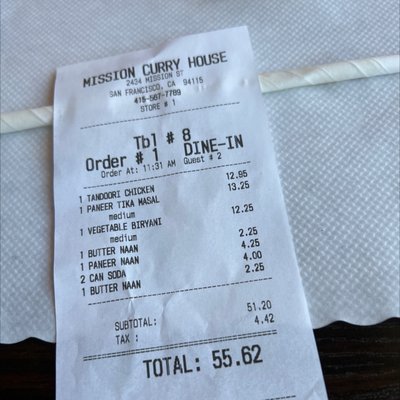 MISSION CURRY HOUSE
2434 MISSION ST
SAN FRANCISCO, CA 94115
415-567-7789
STORE # 1
Tbl # 8
Order # 1 DINE-IN
Order At: 11:31 AM Guest # 2
1 TANDOORI CHICKEN 12.95
1 PANEER TIKA MASAL 13.25
medium
1 VEGETABLE BIRYANI 12.25
medium
1 BUTTER NAAN 2.25
1 PANEER NAAN 4.25
2 CAN SODA 4.00
1 BUTTER NAAN 2.25
SUBTOTAL: 51.20
TAX : 4.42
TOTAL: 55.62